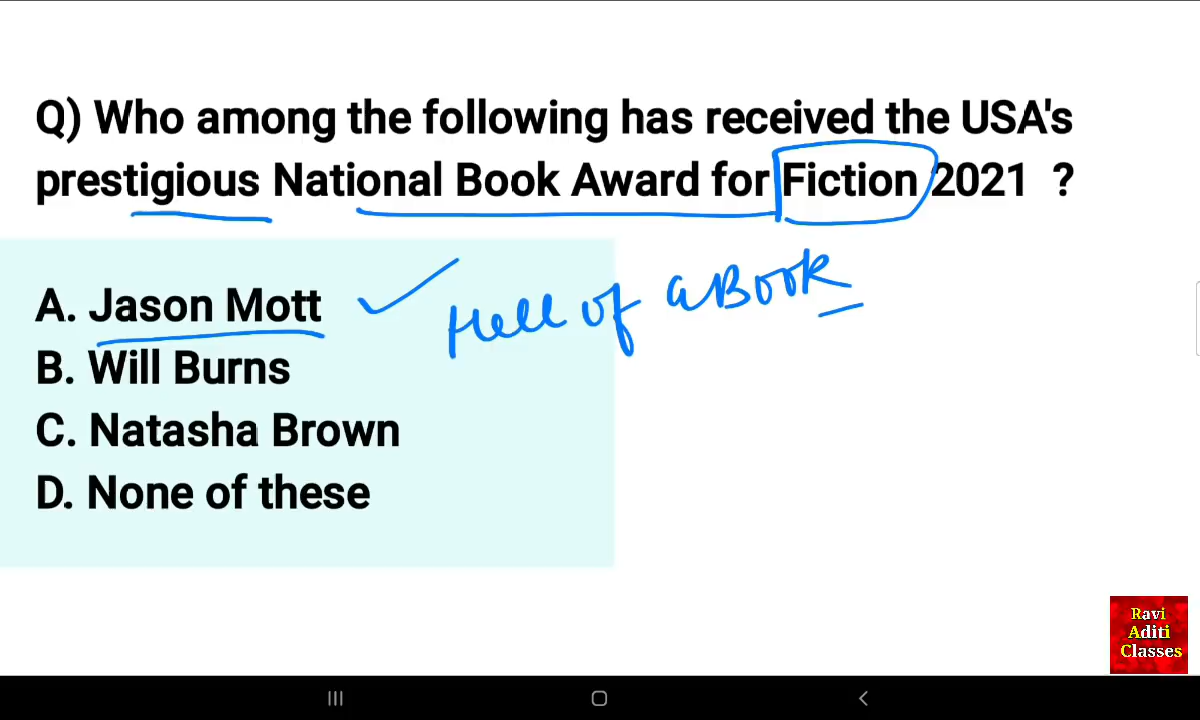 Q) Who among the following has received the USA's
prestigious National Book Award for Fiction 2021 ?
A. Jason Mott
Hell of a Book
B. Will Burns
C. Natasha Brown
D. None of these
Ravi
Aditi
Classes